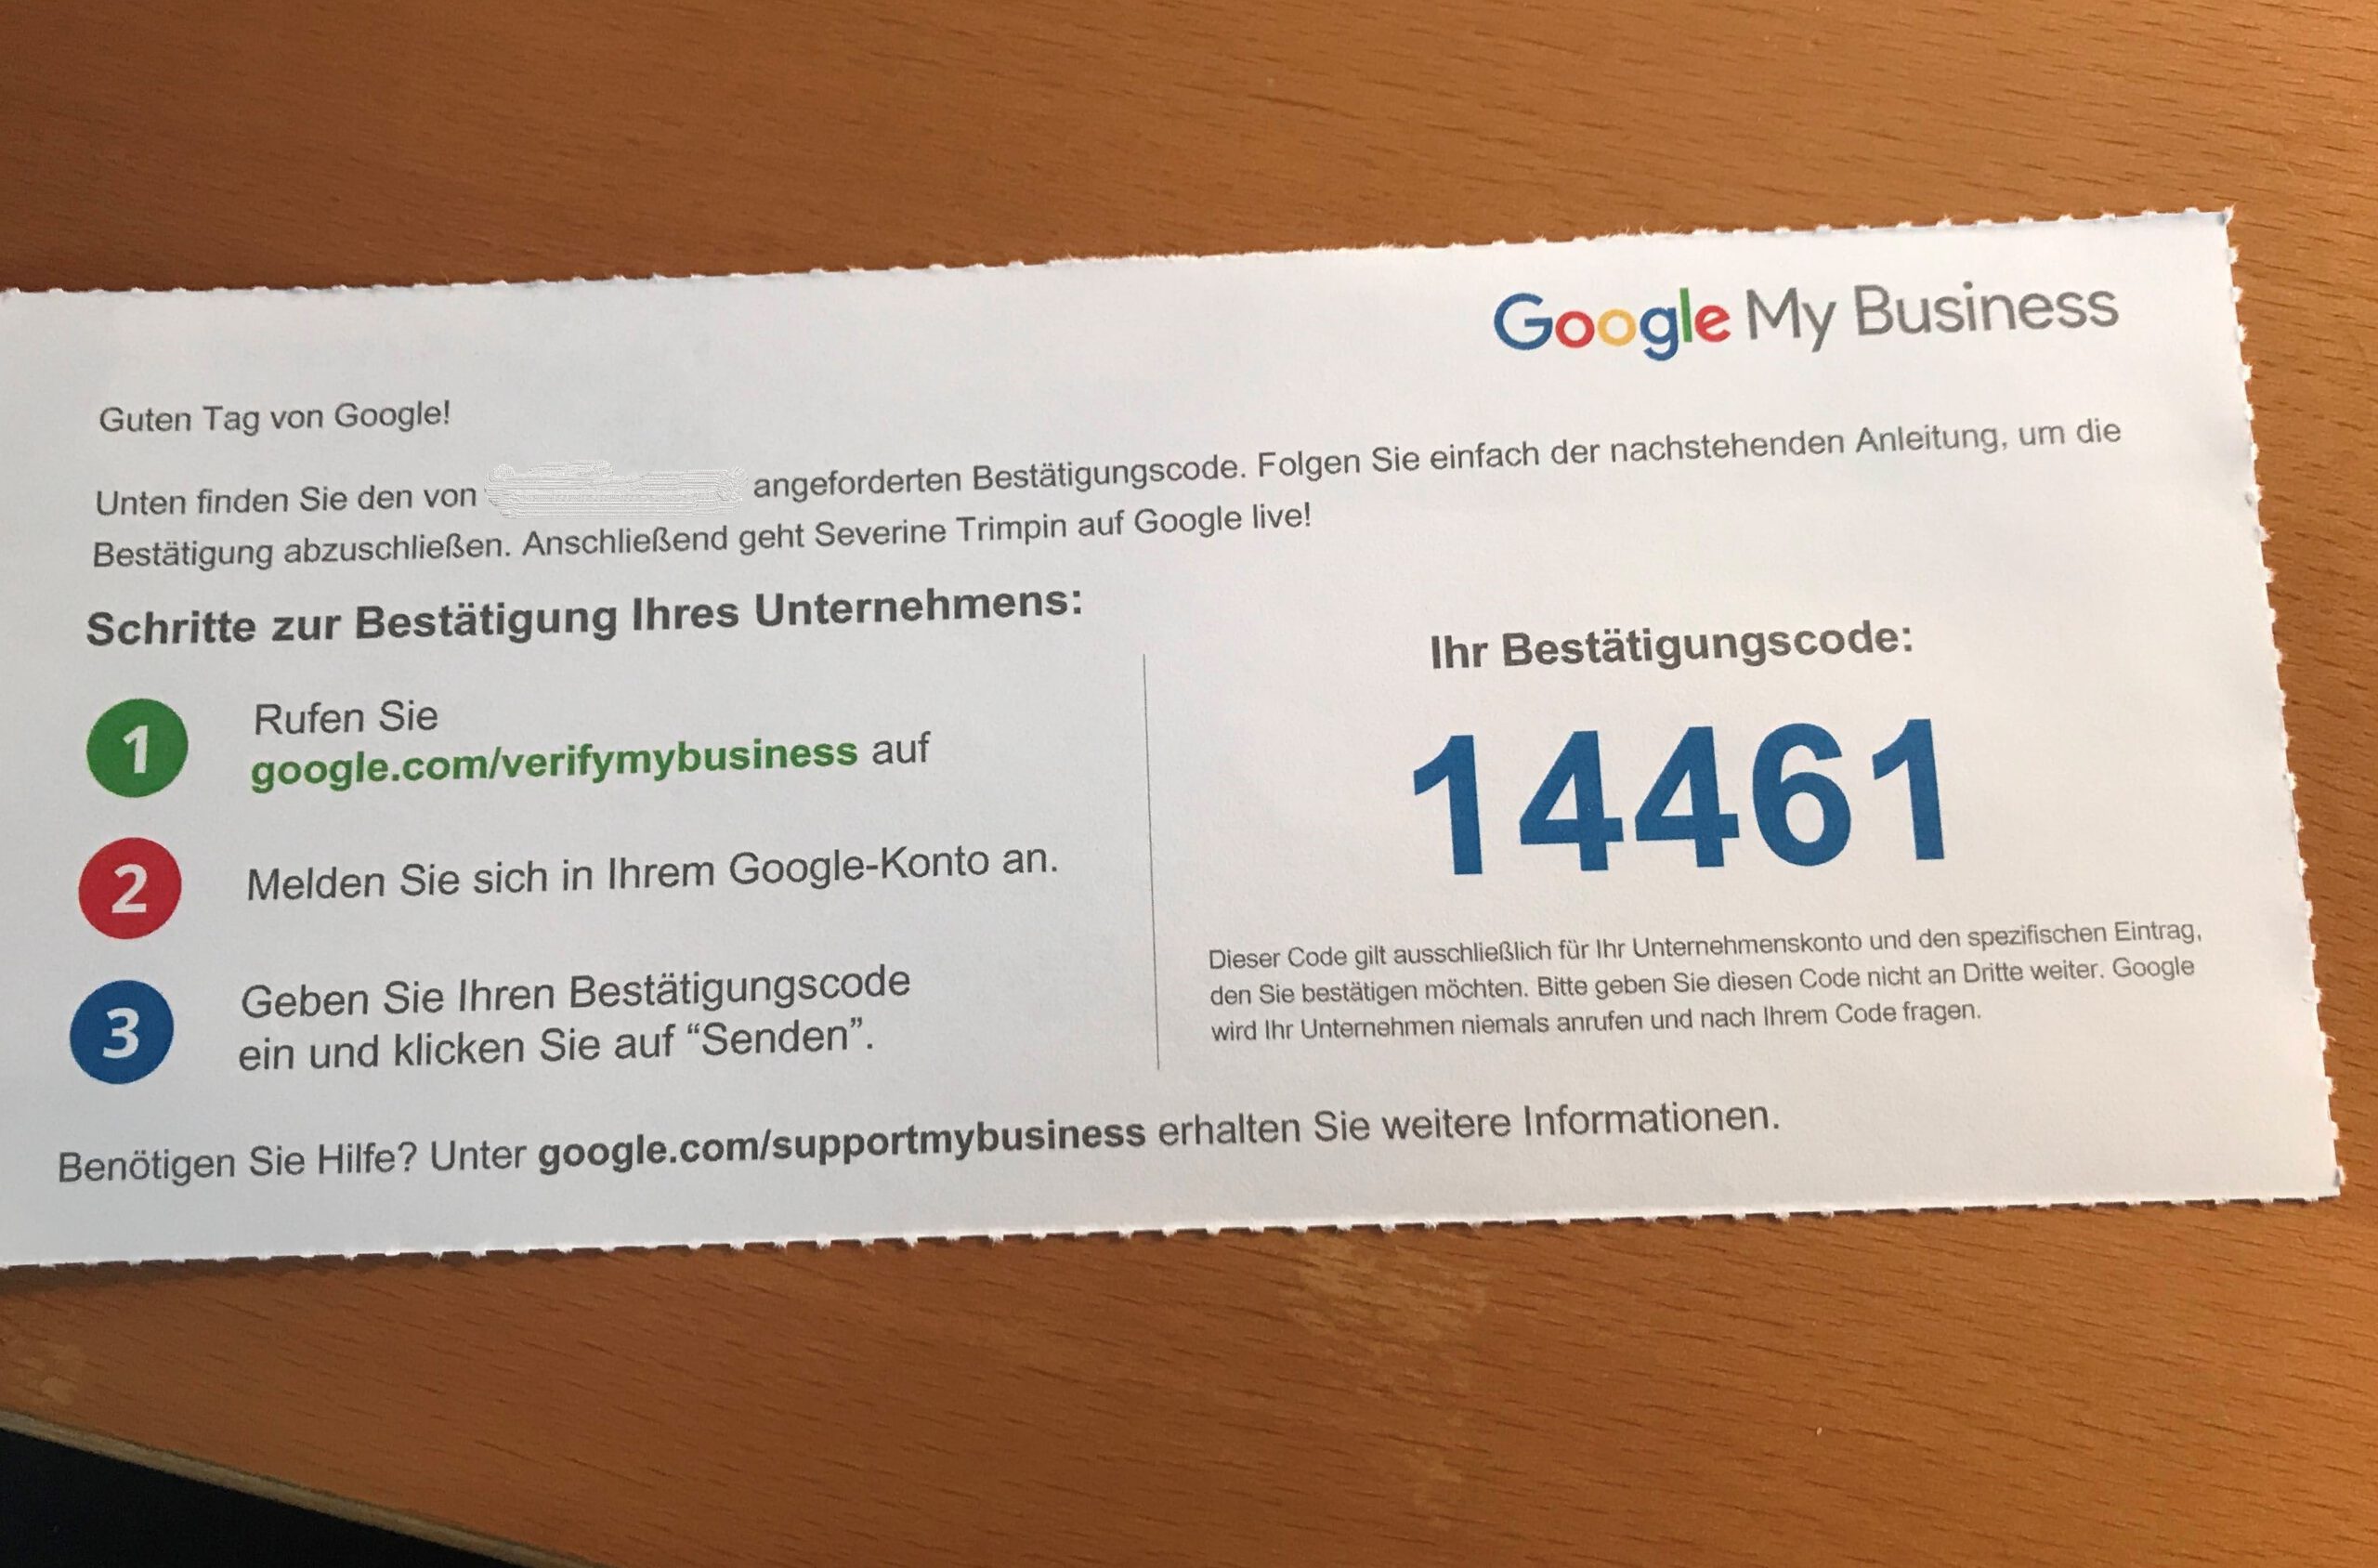 Google My Business
Guten Tag von Google!
Unten finden Sie den von angeforderten Bestätigungscode. Folgen Sie einfach der nachstehenden Anleitung, um die
Bestätigung abzuschließen. Anschließend geht Severine Trimpin auf Google live!
Schritte zur Bestätigung Ihres Unternehmens:
1 Rufen Sie
google.com/verifymybusiness auf
2 Melden Sie sich in Ihrem Google-Konto an.
3 Geben Sie Ihren Bestätigungscode
ein und klicken Sie auf “Senden”.
Ihr Bestätigungscode:
14461
Dieser Code gilt ausschließlich für Ihr Unternehmenskonto und den spezifischen Eintrag,
den Sie bestätigen möchten. Bitte geben Sie diesen Code nicht an Dritte weiter. Google
wird Ihr Unternehmen niemals anrufen und nach Ihrem Code fragen.
Benötigen Sie Hilfe? Unter google.com/supportmybusiness erhalten Sie weitere Informationen.